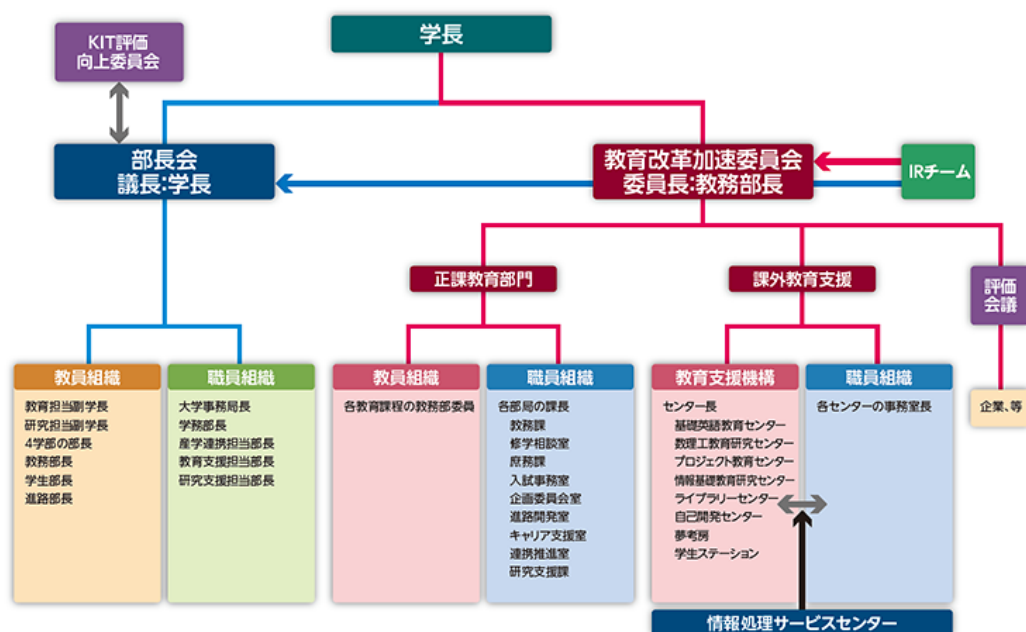 学長
KIT評価
向上委員会
部長会
議長:学長
教育改革加速委員会
委員長:教務部長
IRチーム
正課教育部門
課外教育支援
評価
会議
教員組織
教育担当副学長
研究担当副学長
4学部の部長
教務部長
学生部長
進路部長
職員組織
大学事務局長
学務部長
産学連携担当部長
教育支援担当部長
研究支援担当部長
教員組織
各教育課程の教務部委員
職員組織
各部局の課長
教務課
修学相談室
庶務課
入試事務室
企画委員会室
進路開発室
キャリア支援室
連携推進室
研究支援課
教育支援機構
センター長
基礎英語教育センター
数理工教育研究センター
プロジェクト教育センター
情報基礎教育研究センター
ライブラリーセンター
自己開発センター
夢考房
学生ステーション
職員組織
各センターの事務室長
企業、等
情報処理サービスセンター